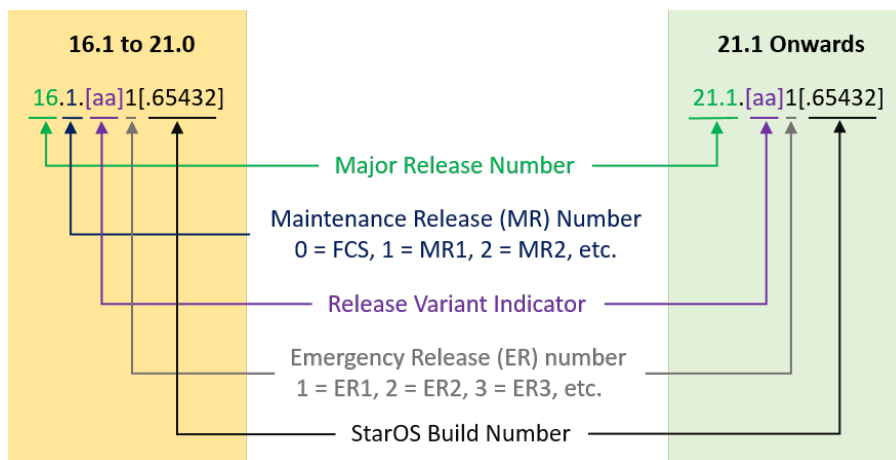 16.1 to 21.0
21.1 Onwards
16.1.[aa]1[.65432]
21.1.[aa]1[.65432]
Major Release Number
Maintenance Release (MR) Number
0 = FCS, 1 = MR1, 2 = MR2, etc.
Release Variant Indicator
Emergency Release (ER) number
1 = ER1, 2 = ER2, 3 = ER3, etc.
StarOS Build Number